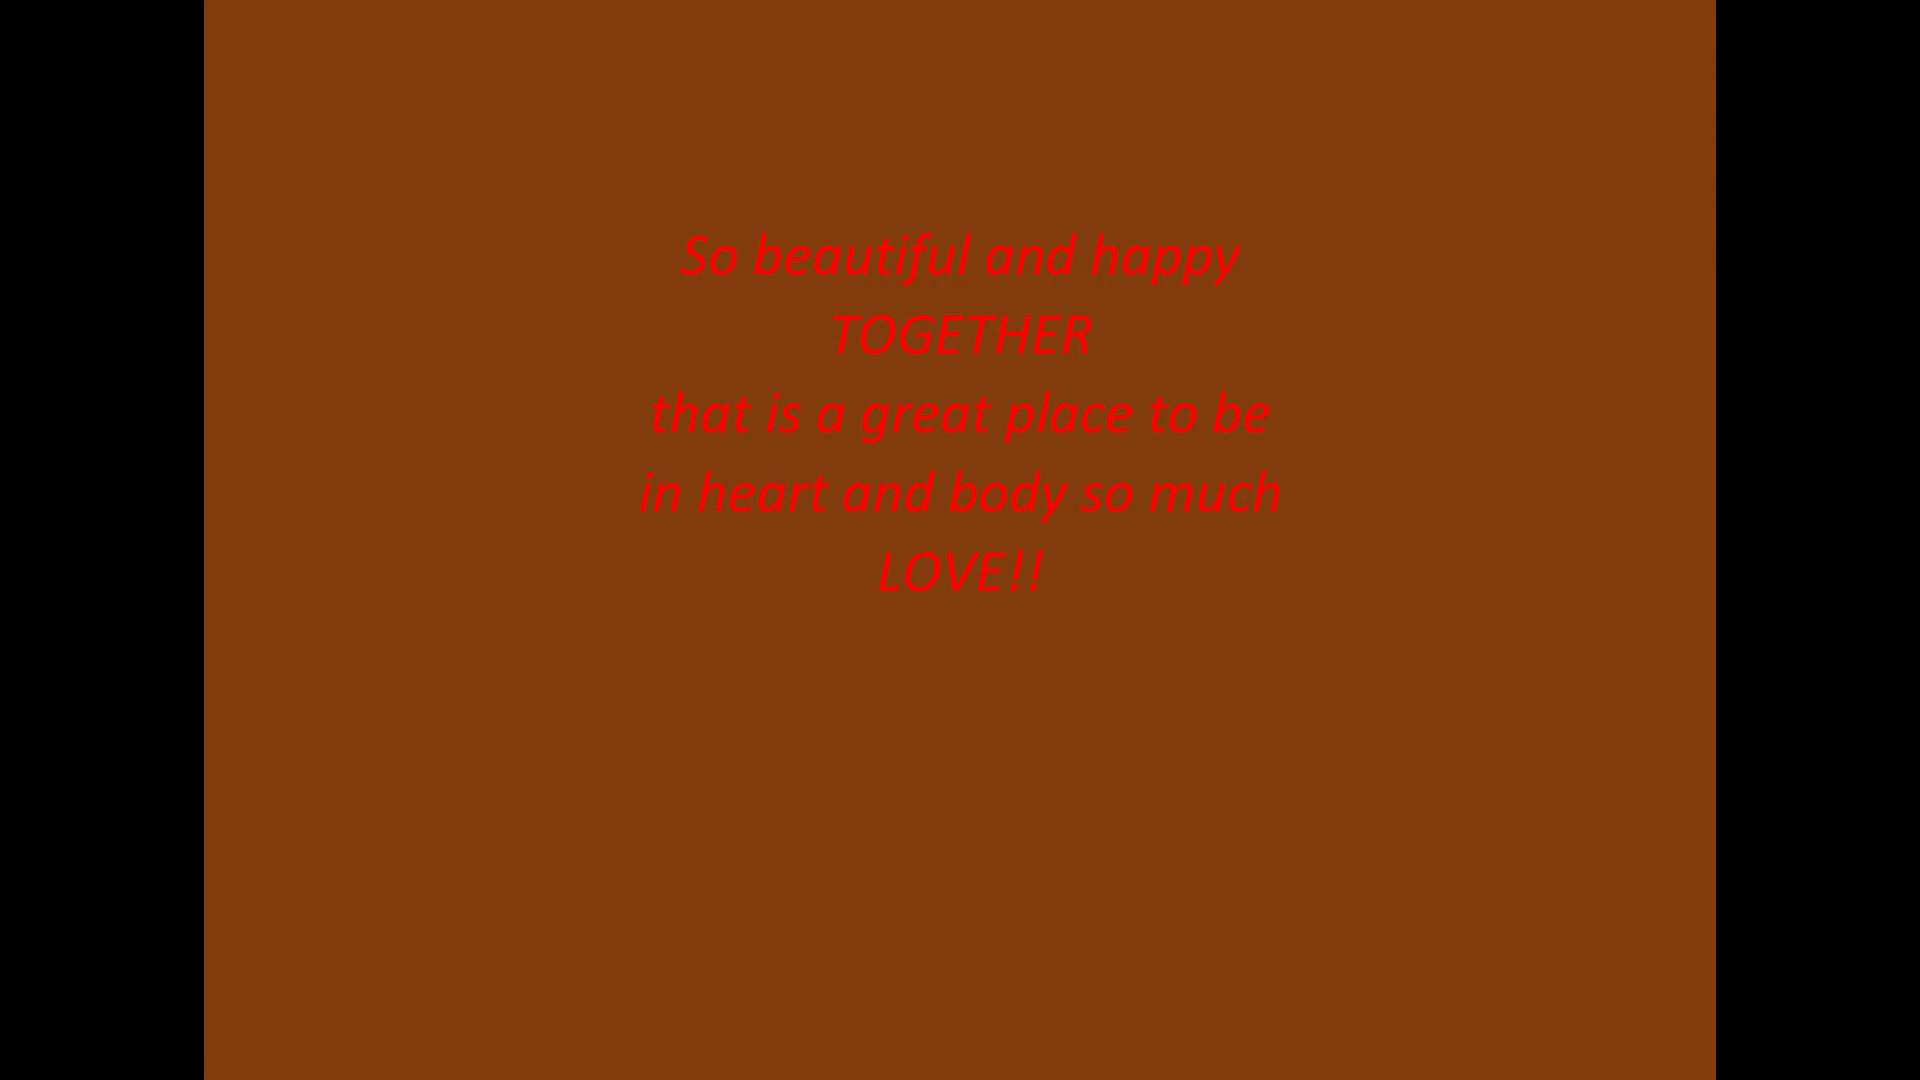 So beautiful and happy
TOGETHER
that is a great place to be
in heart and body so much
LOVE!!